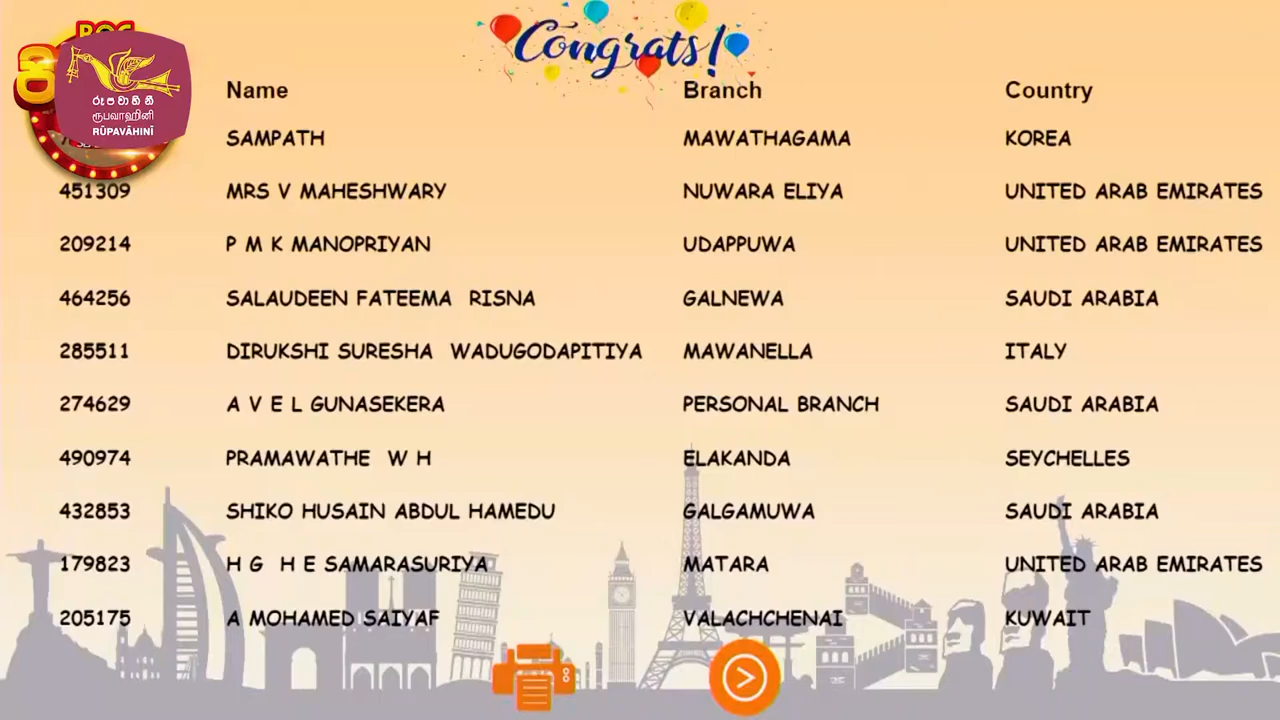 BOC
Congrats!
රූපවාහිනී
ரூபவாஹினி
RŪPAVĀHINĪ
Name Branch Country
SAMPATH MAWATHAGAMA KOREA
451309 MRS V MAHESHWARY NUWARA ELIYA UNITED ARAB EMIRATES
209214 P M K MANOPRIYAN UDAPPUWA UNITED ARAB EMIRATES
464256 SALAUDEEN FATEEMA RISNA GALNEWA SAUDI ARABIA
285511 DIRUKSHI SURESHA WADUGODAPITIYA MAWANELLA ITALY
274629 A V E L GUNASEKERA PERSONAL BRANCH SAUDI ARABIA
490974 PRAMAWATHE W H ELAKANDA SEYCHELLES
432853 SHIKO HUSAIN ABDUL HAMEDU GALGAMUWA SAUDI ARABIA
179823 H G H E SAMARASURIYA MATARA UNITED ARAB EMIRATES
205175 A MOHAMED SAIYAF VALACHCHENAI KUWAIT